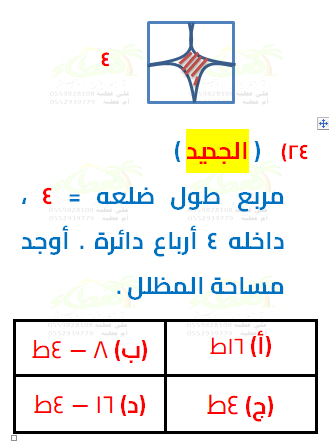 ٤
٢٤) ( الجديد )
مربع طول ضلعه = ٤ ،
داخله ٤ أرباع دائرة . أوجد
مساحة المظلل .
(أ) ١٦ط (ب) ٨ – ٤ط
(ج) ٤ط (د) ١٦ – ٤ط